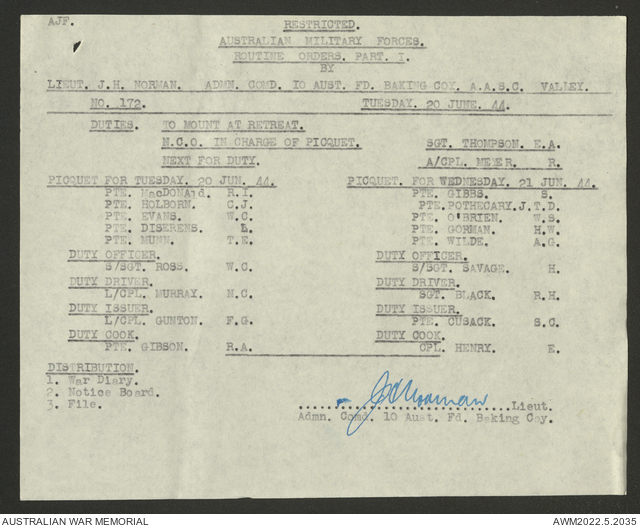 AJF.
RESTRICTED.
AUSTRALIAN MILITARY FORCES.
ROUTINE ORDERS. PART. I.
BY
LIEUT. J.H. NORMAN. ADMN. COMD. 10 AUST. FD. BAKING COY. A.A.S.C. VALLEY.
NO. 172. TUESDAY. 20 JUNE. 44.
DUTIES. TO MOUNT AT RETREAT.
N.C.O. IN CHARGE OF PICQUET. SGT. THOMPSON. E.A.
NEXT FOR DUTY. A/CPL. MEYER. R.
PICQUET FOR TUESDAY. 20 JUN. 44. PICQUET. FOR WEDNESDAY. 21 JUN. 44.
PTE. MacDONALD. R.I. PTE. GIBBS. S.
PTE. HOLBORN. C.J. PTE. POTHECARY. J.T.D.
PTE. EVANS. W.C. PTE. O'BRIEN. W.S.
PTE. DISERENS. L. PTE. GORMAN. H.W.
PTE. MUNN. T.E. PTE. WILDE. A.G.
DUTY OFFICER. DUTY OFFICER.
S/SGT. ROSS. W.C. S/SGT. SAVAGE. H.
DUTY DRIVER. DUTY DRIVER.
L/CPL. MURRAY. N.C. SGT. BLACK. R.H.
DUTY ISSUER. DUTY ISSUER.
L/CPL. GUNTON. F.G. PTE. CUSACK. S.C.
DUTY COOK. DUTY COOK.
PTE. GIBSON. R.A. CPL. HENRY. E.
DISTRIBUTION.
1. War Diary.
2. Notice Board.
3. File.
JHNorman
Lieut.
Admn. Comd. 10 Aust. Fd. Baking Coy.
AUSTRALIAN WAR MEMORIAL AWM2022.5.2035